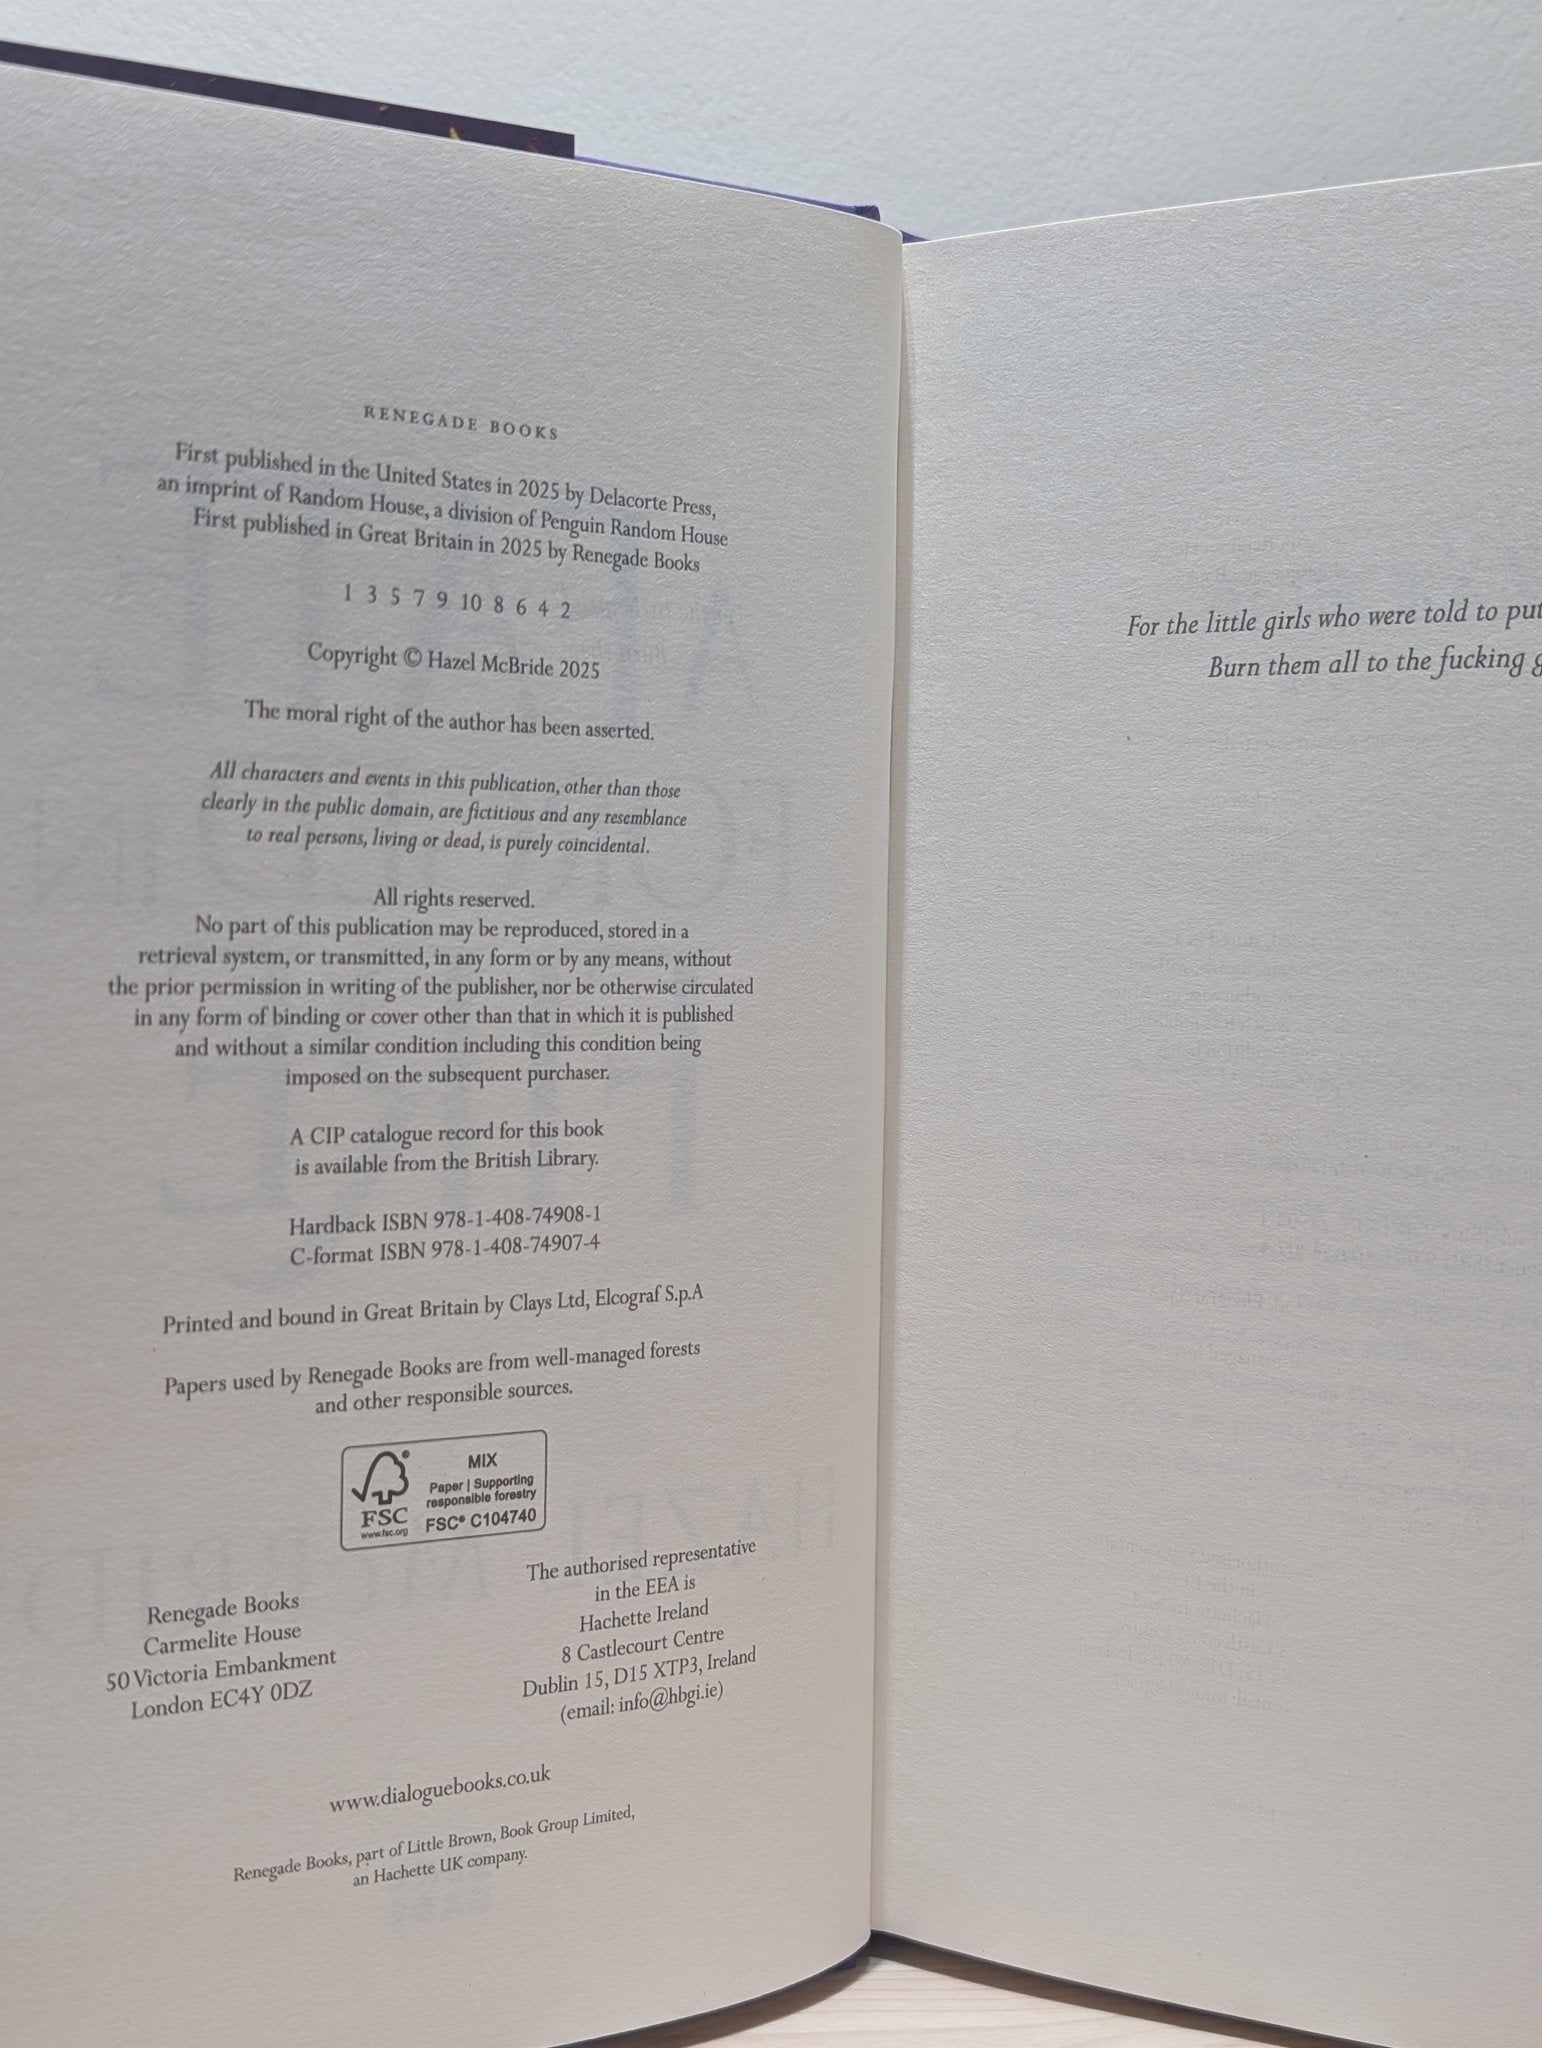 RENEGADE BOOKS
First published in the United States in 2025 by Delacorte Press,
an imprint of Random House, a division of Penguin Random House
First published in Great Britain in 2025 by Renegade Books
1 3 5 7 9 10 8 6 4 2
Copyright © Hazel McBride 2025
The moral right of the author has been asserted.
All characters and events in this publication, other than those
clearly in the public domain, are fictitious and any resemblance
to real persons, living or dead, is purely coincidental.
All rights reserved.
No part of this publication may be reproduced, stored in a
retrieval system, or transmitted, in any form or by any means, without
the prior permission in writing of the publisher, nor be otherwise circulated
in any form of binding or cover other than that in which it is published
and without a similar condition including this condition being
imposed on the subsequent purchaser.
A CIP catalogue record for this book
is available from the British Library.
Hardback ISBN 978-1-408-74908-1
C-format ISBN 978-1-408-74907-4
Printed and bound in Great Britain by Clays Ltd, Elcograf S.p.A
Papers used by Renegade Books are from well-managed forests
and other responsible sources.
MIX
Paper | Supporting
responsible forestry
FSC® C104740
FSC
www.fsc.org
Renegade Books
Carmelite House
50 Victoria Embankment
London EC4Y 0DZ
The authorised representative
in the EEA is
Hachette Ireland
8 Castlecourt Centre
Dublin 15, D15 XTP3, Ireland
(email: info@hbgi.ie)
www.dialoguebooks.co.uk
Renegade Books, part of Little Brown, Book Group Limited,
an Hachette UK company.
For the little girls who were told to put
Burn them all to the fucking g